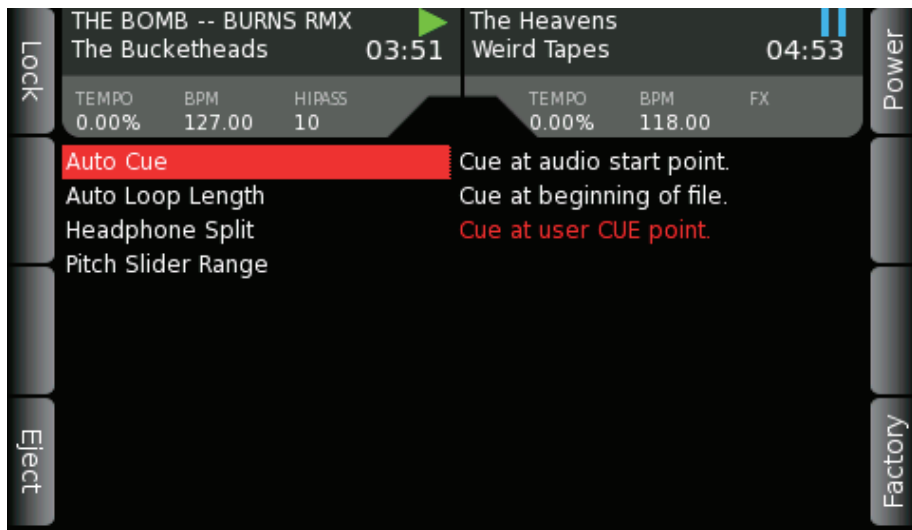 Lock
THE BOMB -- BURNS RMX
The Bucketheads 03:51
TEMPO BPM HIPASS
0.00% 127.00 10
The Heavens
Weird Tapes 04:53
TEMPO BPM FX
0.00% 118.00
Power
Auto Cue
Auto Loop Length
Headphone Split
Pitch Slider Range
Cue at audio start point.
Cue at beginning of file.
Cue at user CUE point.
Eject
Factory